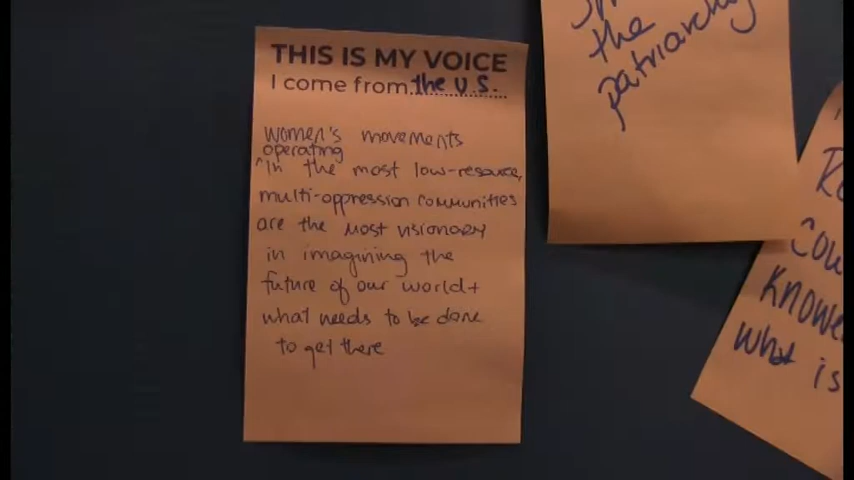 THIS IS MY VOICE
I come from the U.S.
women's movements
operating
^in the most low-resource,
multi-oppression communities
are the most visionary
in imagining the
future of our world +
what needs to be done
to get there
the
patriarchy
what is